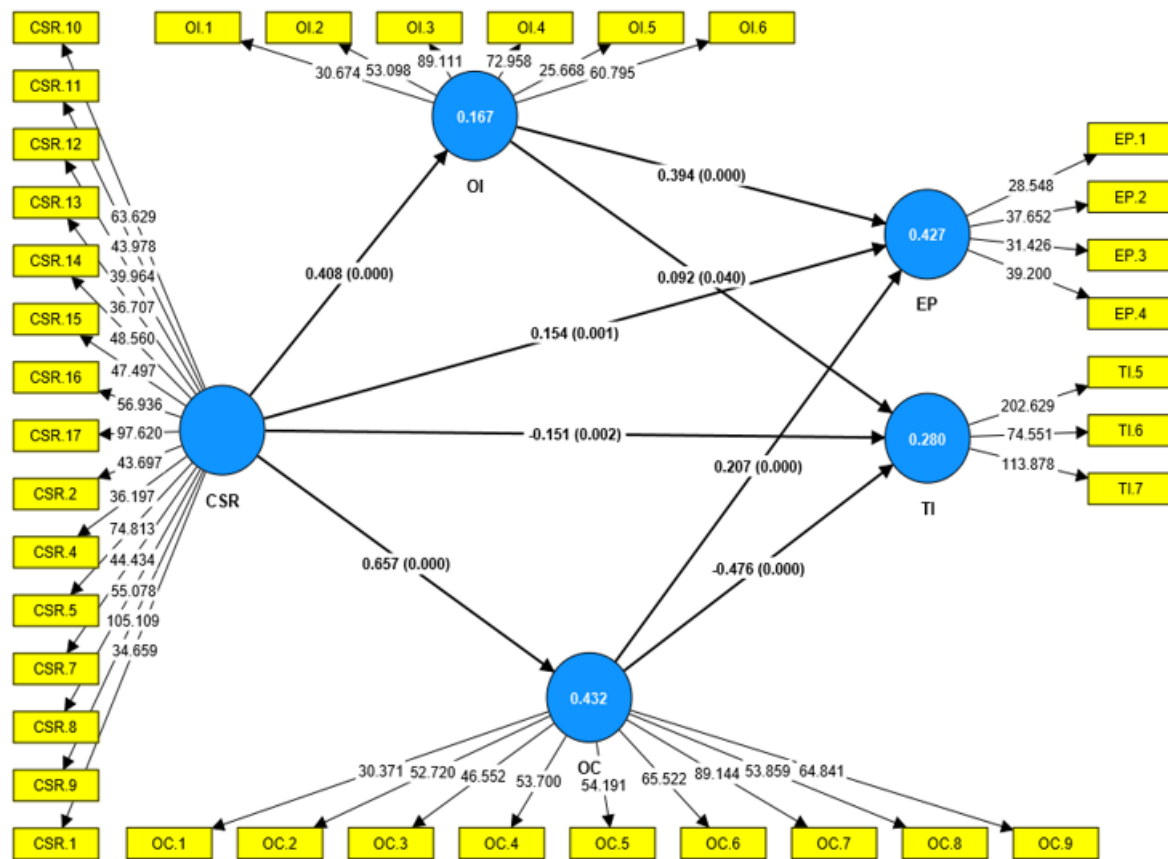 CSR.10
OI.1
OI.2
OI.3
OI.4
OI.5
OI.6
30.674
53.098
89.111
72.958
25.668
60.795
CSR.11
CSR.12
CSR.13
CSR.14
CSR.15
CSR.16
CSR.17
CSR.2
CSR.4
CSR.5
CSR.7
CSR.8
CSR.9
CSR.1
63.629
43.978
39.964
36.707
48.560
47.497
56.936
97.620
43.697
36.197
74.813
44.434
55.078
105.109
34.659
CSR
0.167
OI
0.408 (0.000)
0.394 (0.000)
0.092 (0.040)
0.154 (0.001)
-0.151 (0.002)
0.207 (0.000)
0.657 (0.000)
-0.476 (0.000)
0.427
EP
28.548
37.652
31.426
39.200
EP.1
EP.2
EP.3
EP.4
0.280
TI
202.629
74.551
113.878
TI.5
TI.6
TI.7
0.432
OC
30.371
52.720
46.552
53.700
54.191
65.522
89.144
53.859
64.841
OC.1
OC.2
OC.3
OC.4
OC.5
OC.6
OC.7
OC.8
OC.9